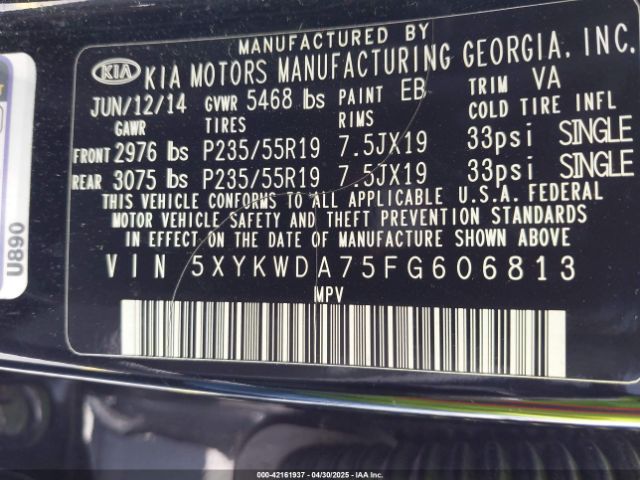 MANUFACTURED BY
KIA KIA MOTORS MANUFACTURING GEORGIA, INC.
JUN/12/14 GVWR 5468 lbs PAINT EB TRIM VA
GAWR TIRES RIMS COLD TIRE INFL
FRONT 2976 lbs P235/55R19 7.5JX19 33psi SINGLE
REAR 3075 lbs P235/55R19 7.5JX19 33psi SINGLE
THIS VEHICLE CONFORMS TO ALL APPLICABLE U.S.A. FEDERAL
MOTOR VEHICLE SAFETY AND THEFT PREVENTION STANDARDS
IN EFFECT ON THE DATE OF MANUFACTURE SHOWN ABOVE
VIN 5XYKWDA75FG606813
MPV
U890
000-42161937 - 04/30/2025 - IAA Inc.